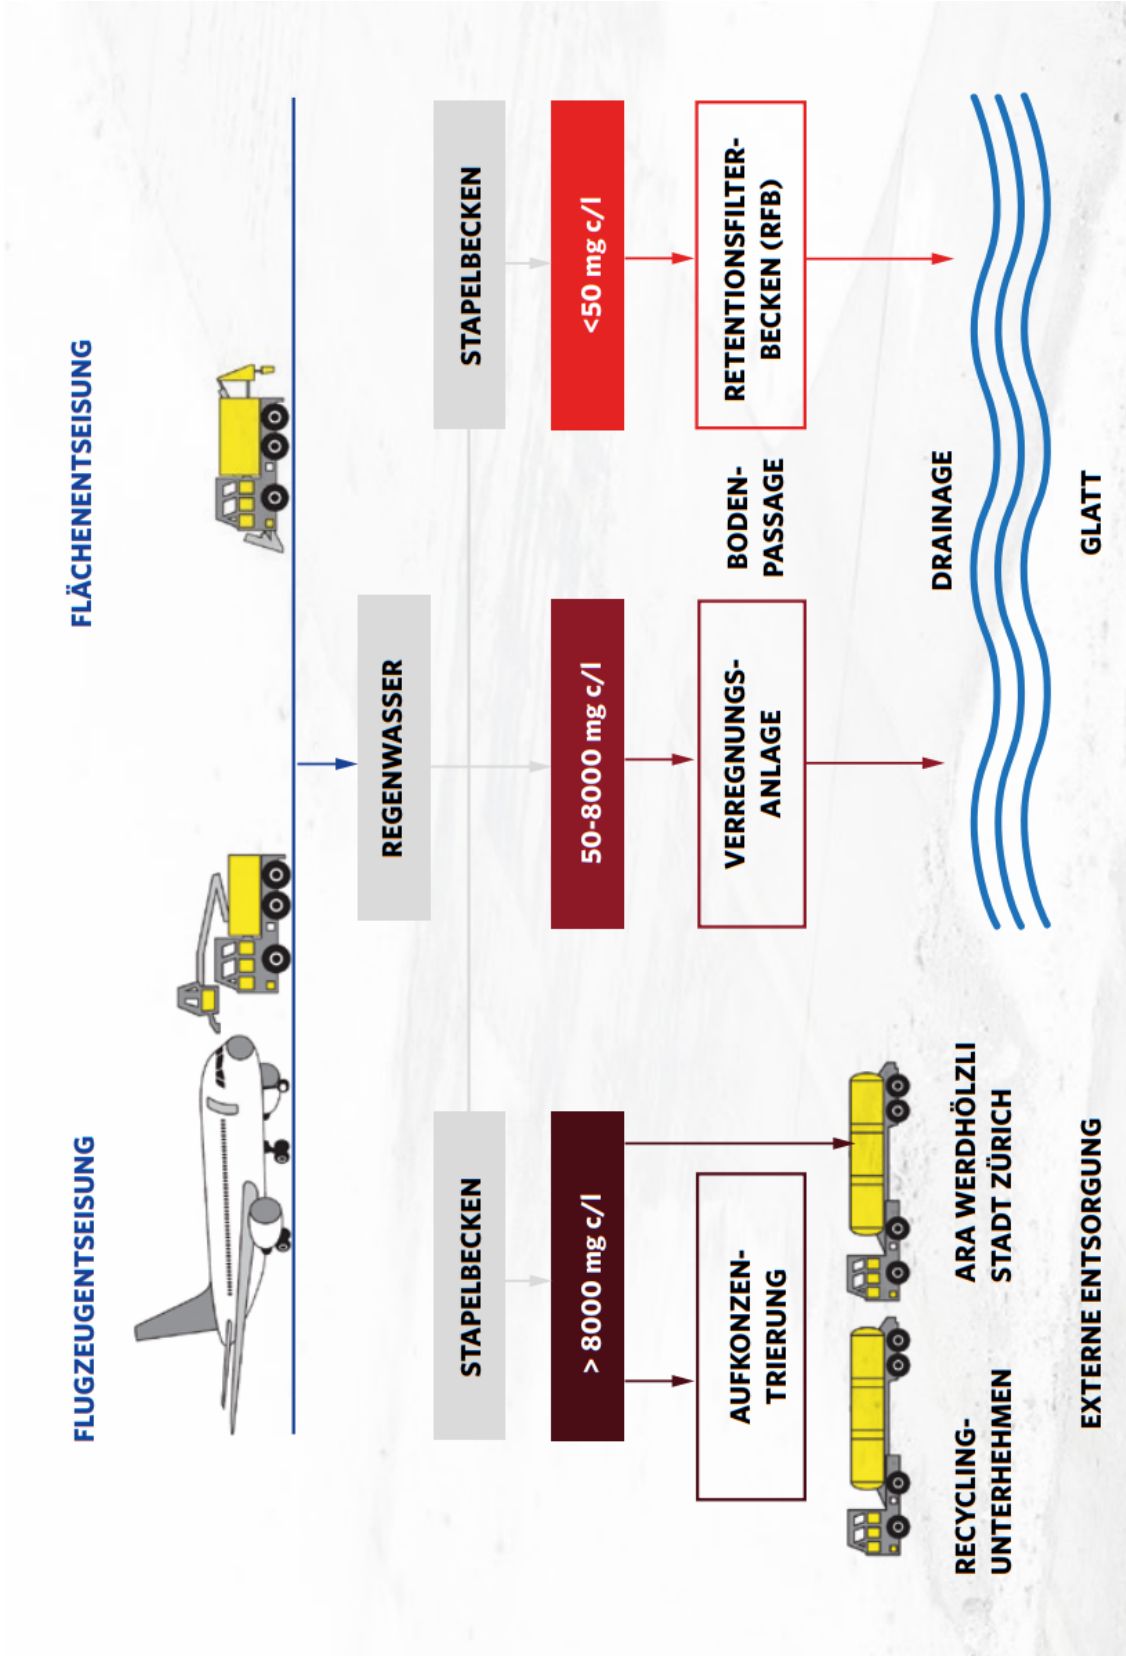 FLUGZEUGENTSEISUNG
FLÄCHENENTSEISUNG
REGENWASSER
STAPELBECKEN
STAPELBECKEN
> 8000 mg c/l
50-8000 mg c/l
<50 mg c/l
AUFKONZEN-
TRIERUNG
VERREGNUNGS-
ANLAGE
BODEN-
PASSAGE
RETENTIONSFILTER-
BECKEN (RFB)
RECYCLING-
UNTERHEHMEN
ARA WERDHÖLZLI
STADT ZÜRICH
DRAINAGE
EXTERNE ENTSORGUNG
GLATT